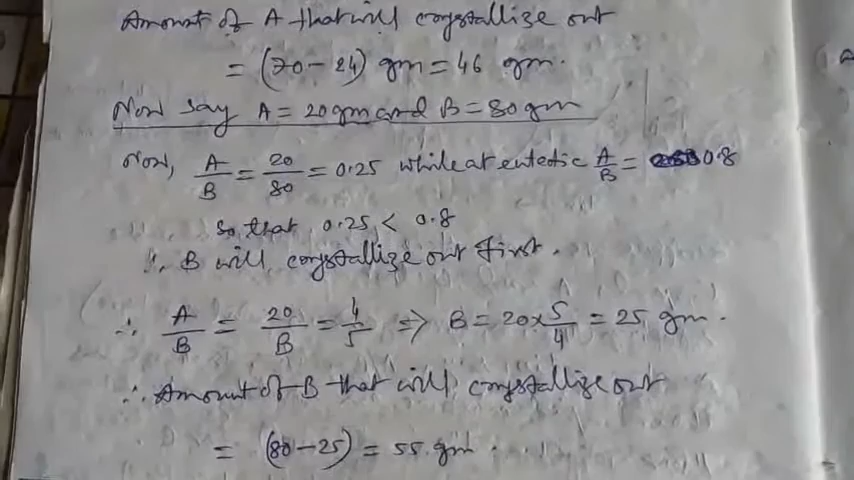 Amount of A that will crystallize out
= (70 - 24) gm = 46 gm.
Now say A = 20 gm and B = 80 gm
Now, A/B = 20/80 = 0.25 while at eutectic A/B = 0.8
so that 0.25 < 0.8
∴ B will crystallize out first.
∴ A/B = 20/B = 4/5 ⇒ B = 20 × 5/4 = 25 gm.
∴ Amount of B that will crystallize out
= (80 - 25) = 55 gm.